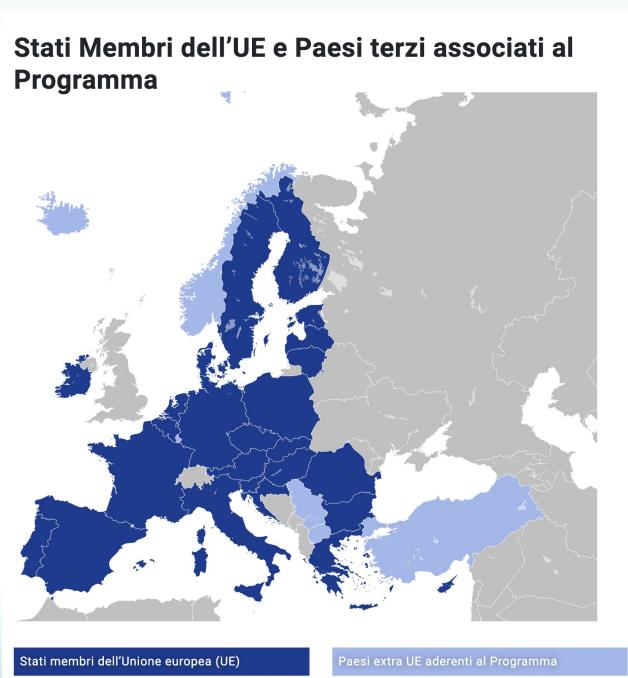 Stati Membri dell’UE e Paesi terzi associati al
Programma
Stati membri dell’Unione europea (UE)
Paesi extra UE aderenti al Programma